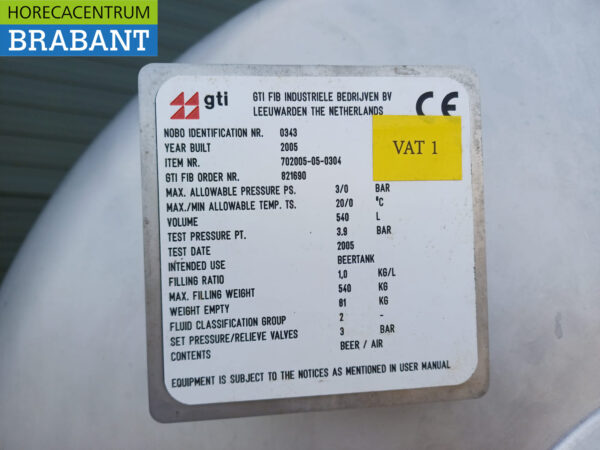 HORECACENTRUM
BRABANT
gti
GTI FIB INDUSTRIELE BEDRIJVEN BV
LEEUWARDEN THE NETHERLANDS
CE
NOBO IDENTIFICATION NR. 0343
YEAR BUILT 2005
ITEM NR. 702005-05-0304
GTI FIB ORDER NR. 821690
VAT 1
MAX. ALLOWABLE PRESSURE PS. 3/0 BAR
MAX./MIN ALLOWABLE TEMP. TS. 20/0 °C
VOLUME 540 L
TEST PRESSURE PT. 3,9 BAR
TEST DATE 2005
INTENDED USE BEERTANK
FILLING RATIO 1,0 KG/L
MAX. FILLING WEIGHT 540 KG
WEIGHT EMPTY 81 KG
FLUID CLASSIFICATION GROUP 2 -
SET PRESSURE/RELIEVE VALVES 3 BAR
CONTENTS BEER / AIR
EQUIPMENT IS SUBJECT TO THE NOTICES AS MENTIONED IN USER MANUAL